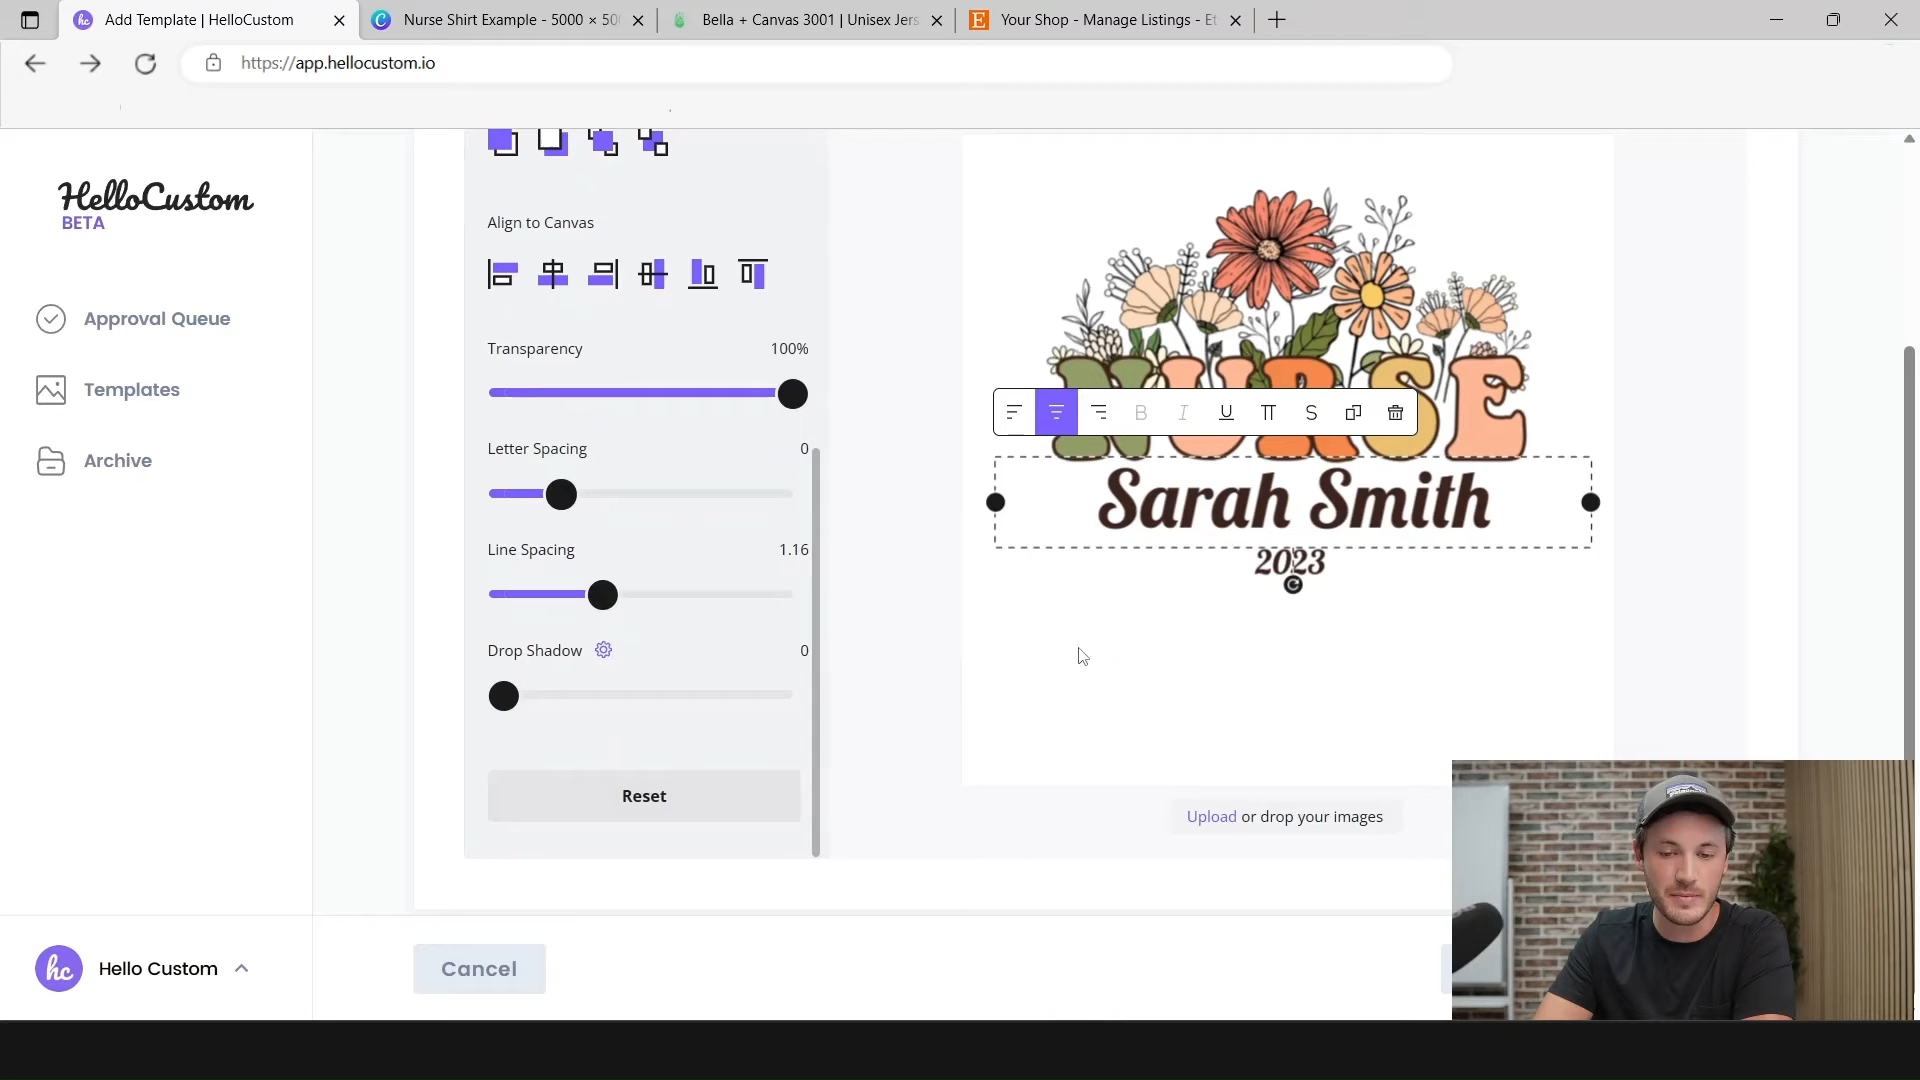 Add Template | HelloCustom
Nurse Shirt Example - 5000 × 50
Bella + Canvas 3001 | Unisex Jers
Your Shop - Manage Listings - Et
https://app.hellocustom.io
HelloCustom
BETA
Approval Queue
Templates
Archive
Hello Custom
Align to Canvas
Transparency 100%
Letter Spacing 0
Line Spacing 1.16
Drop Shadow 0
Reset
Cancel
NURSE
B I U TT S
Sarah Smith
2023
Upload or drop your images